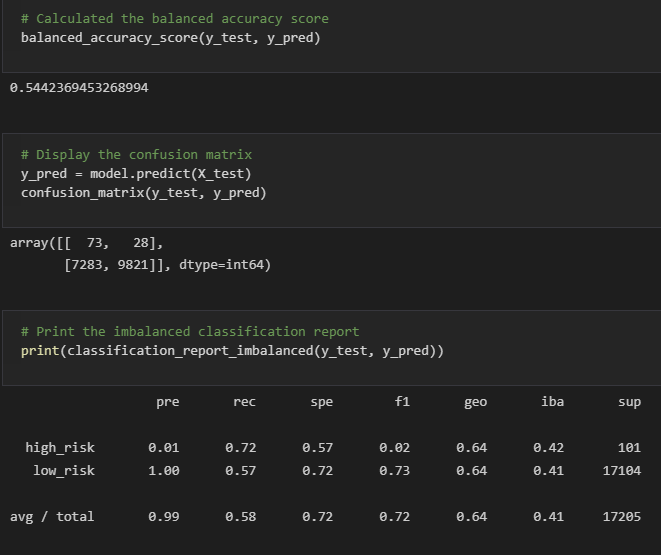 # Calculated the balanced accuracy score
balanced_accuracy_score(y_test, y_pred)
0.5442369453268994
# Display the confusion matrix
y_pred = model.predict(X_test)
confusion_matrix(y_test, y_pred)
array([[  73,   28],
       [7283, 9821]], dtype=int64)
# Print the imbalanced classification report
print(classification_report_imbalanced(y_test, y_pred))
pre rec spe f1 geo iba sup
high_risk 0.01 0.72 0.57 0.02 0.64 0.42 101
low_risk 1.00 0.57 0.72 0.73 0.64 0.41 17104
avg / total 0.99 0.58 0.72 0.72 0.64 0.41 17205